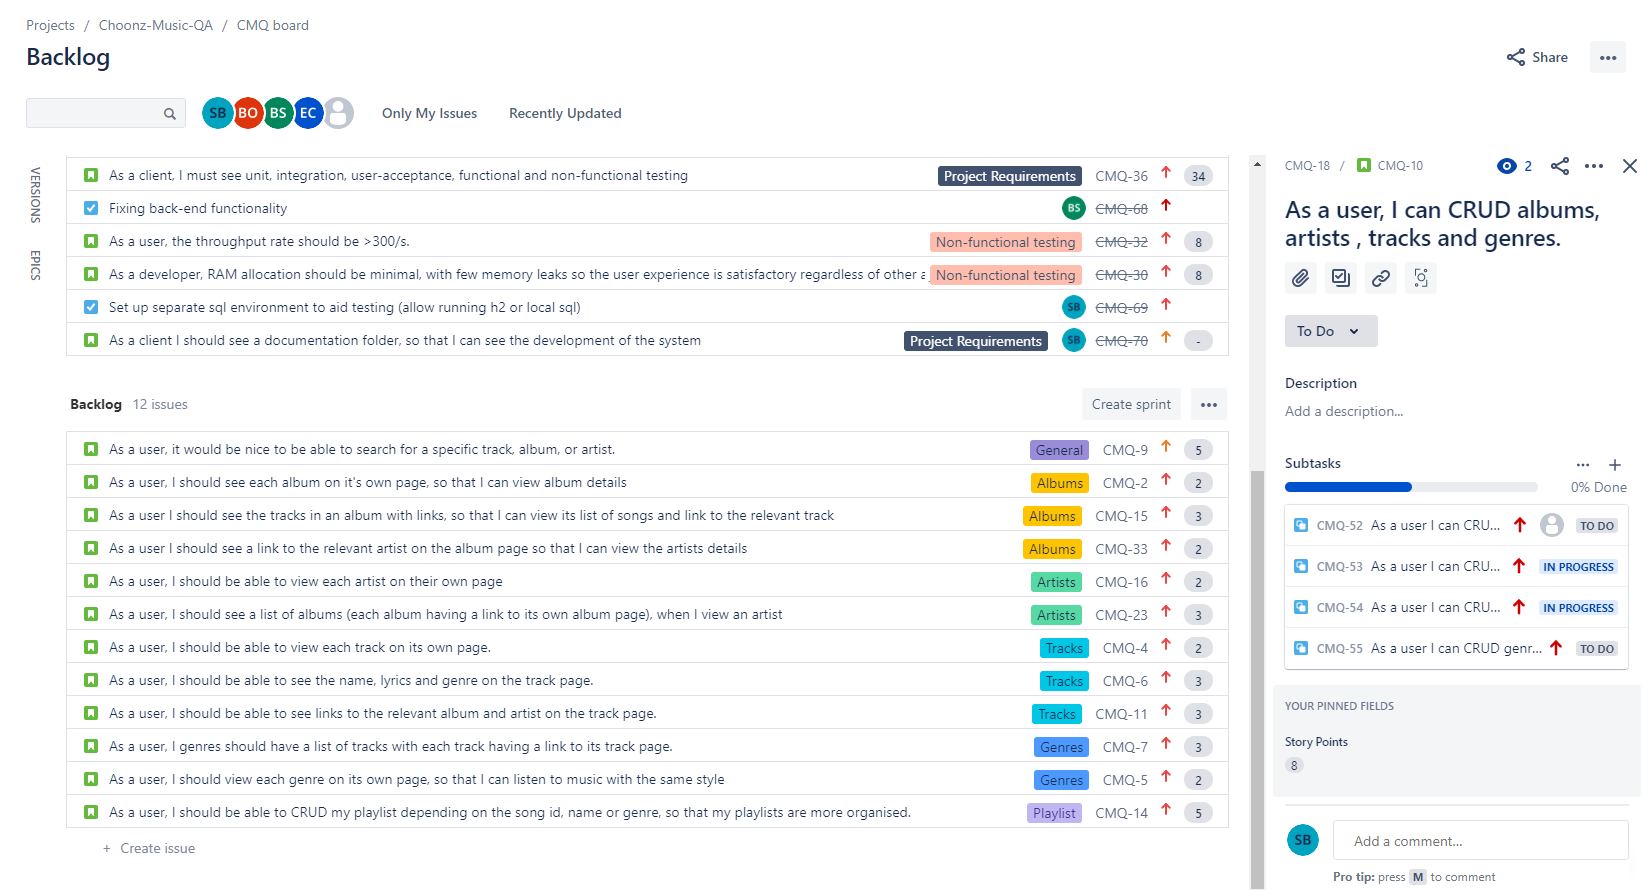 Projects / Choonz-Music-QA / CMQ board
Backlog
Share
SB BO BS EC Only My Issues Recently Updated
VERSIONS
EPICS
As a client, I must see unit, integration, user-acceptance, functional and non-functional testing Project Requirements CMQ-36 34
Fixing back-end functionality BS CMQ-68
As a user, the throughput rate should be >300/s. Non-functional testing CMQ-32 8
As a developer, RAM allocation should be minimal, with few memory leaks so the user experience is satisfactory regardless of other a Non-functional testing CMQ-30 8
Set up separate sql environment to aid testing (allow running h2 or local sql) SB CMQ-69
As a client I should see a documentation folder, so that I can see the development of the system Project Requirements SB CMQ-70 -
Backlog 12 issues Create sprint
As a user, it would be nice to be able to search for a specific track, album, or artist. General CMQ-9 5
As a user, I should see each album on it's own page, so that I can view album details Albums CMQ-2 2
As a user I should see the tracks in an album with links, so that I can view its list of songs and link to the relevant track Albums CMQ-15 3
As a user I should see a link to the relevant artist on the album page so that I can view the artists details Albums CMQ-33 2
As a user, I should be able to view each artist on their own page Artists CMQ-16 2
As a user, I should see a list of albums (each album having a link to its own album page), when I view an artist Artists CMQ-23 3
As a user, I should be able to view each track on its own page. Tracks CMQ-4 2
As a user, I should be able to see the name, lyrics and genre on the track page. Tracks CMQ-6 3
As a user, I should be able to see links to the relevant album and artist on the track page. Tracks CMQ-11 3
As a user, I genres should have a list of tracks with each track having a link to its track page. Genres CMQ-7 3
As a user, I should view each genre on its own page, so that I can listen to music with the same style Genres CMQ-5 2
As a user, I should be able to CRUD my playlist depending on the song id, name or genre, so that my playlists are more organised. Playlist CMQ-14 5
+ Create issue
CMQ-18 / CMQ-10 2
As a user, I can CRUD albums,
artists , tracks and genres.
To Do
Description
Add a description...
Subtasks
0% Done
CMQ-52 As a user I can CRU... TO DO
CMQ-53 As a user I can CRU... IN PROGRESS
CMQ-54 As a user I can CRU... IN PROGRESS
CMQ-55 As a user I can CRUD genr... TO DO
YOUR PINNED FIELDS
Story Points
8
SB Add a comment...
Pro tip: press M to comment